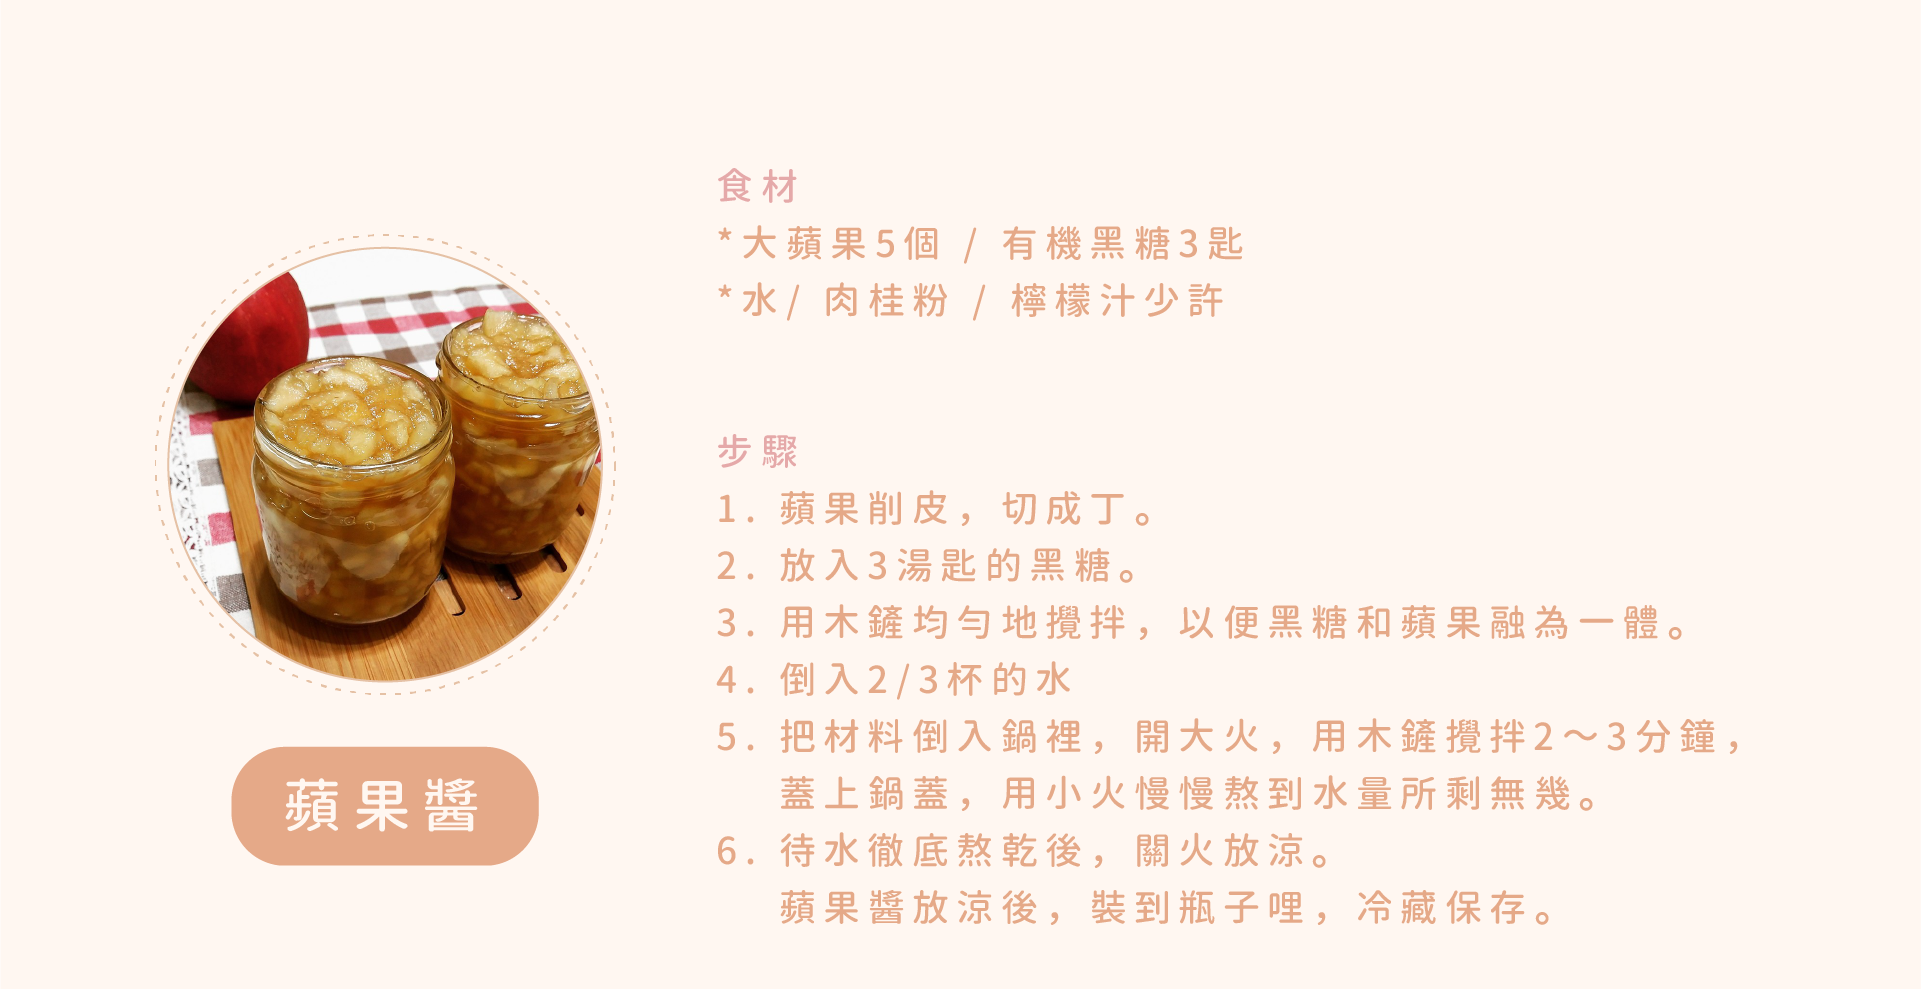 食材
*大蘋果5個 / 有機黑糖3匙
*水/ 肉桂粉 / 檸檬汁少許
步驟
1. 蘋果削皮，切成丁。
2. 放入3湯匙的黑糖。
3. 用木鏟均勻地攪拌，以便黑糖和蘋果融為一體。
4. 倒入2/3杯的水
5. 把材料倒入鍋裡，開大火，用木鏟攪拌2～3分鐘，
蓋上鍋蓋，用小火慢慢熬到水量所剩無幾。
6. 待水徹底熬乾後，關火放涼。
蘋果醬放涼後，裝到瓶子哩，冷藏保存。
蘋果醬